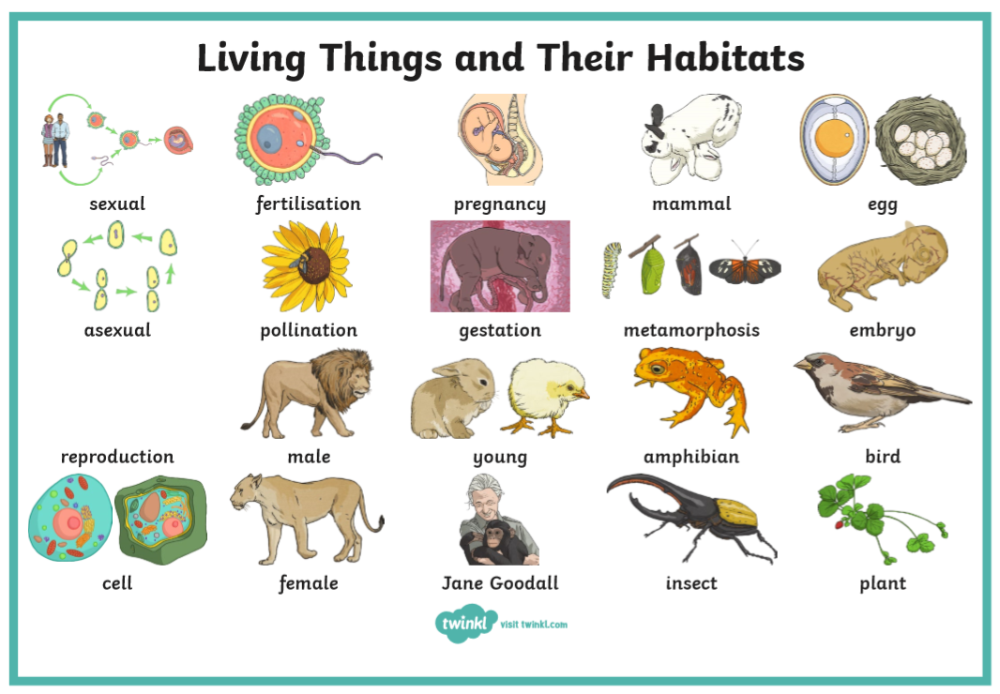 Living Things and Their Habitats
sexual fertilisation pregnancy mammal egg
asexual pollination gestation metamorphosis embryo
reproduction male young amphibian bird
cell female Jane Goodall insect plant
twinkl visit twinkl.com